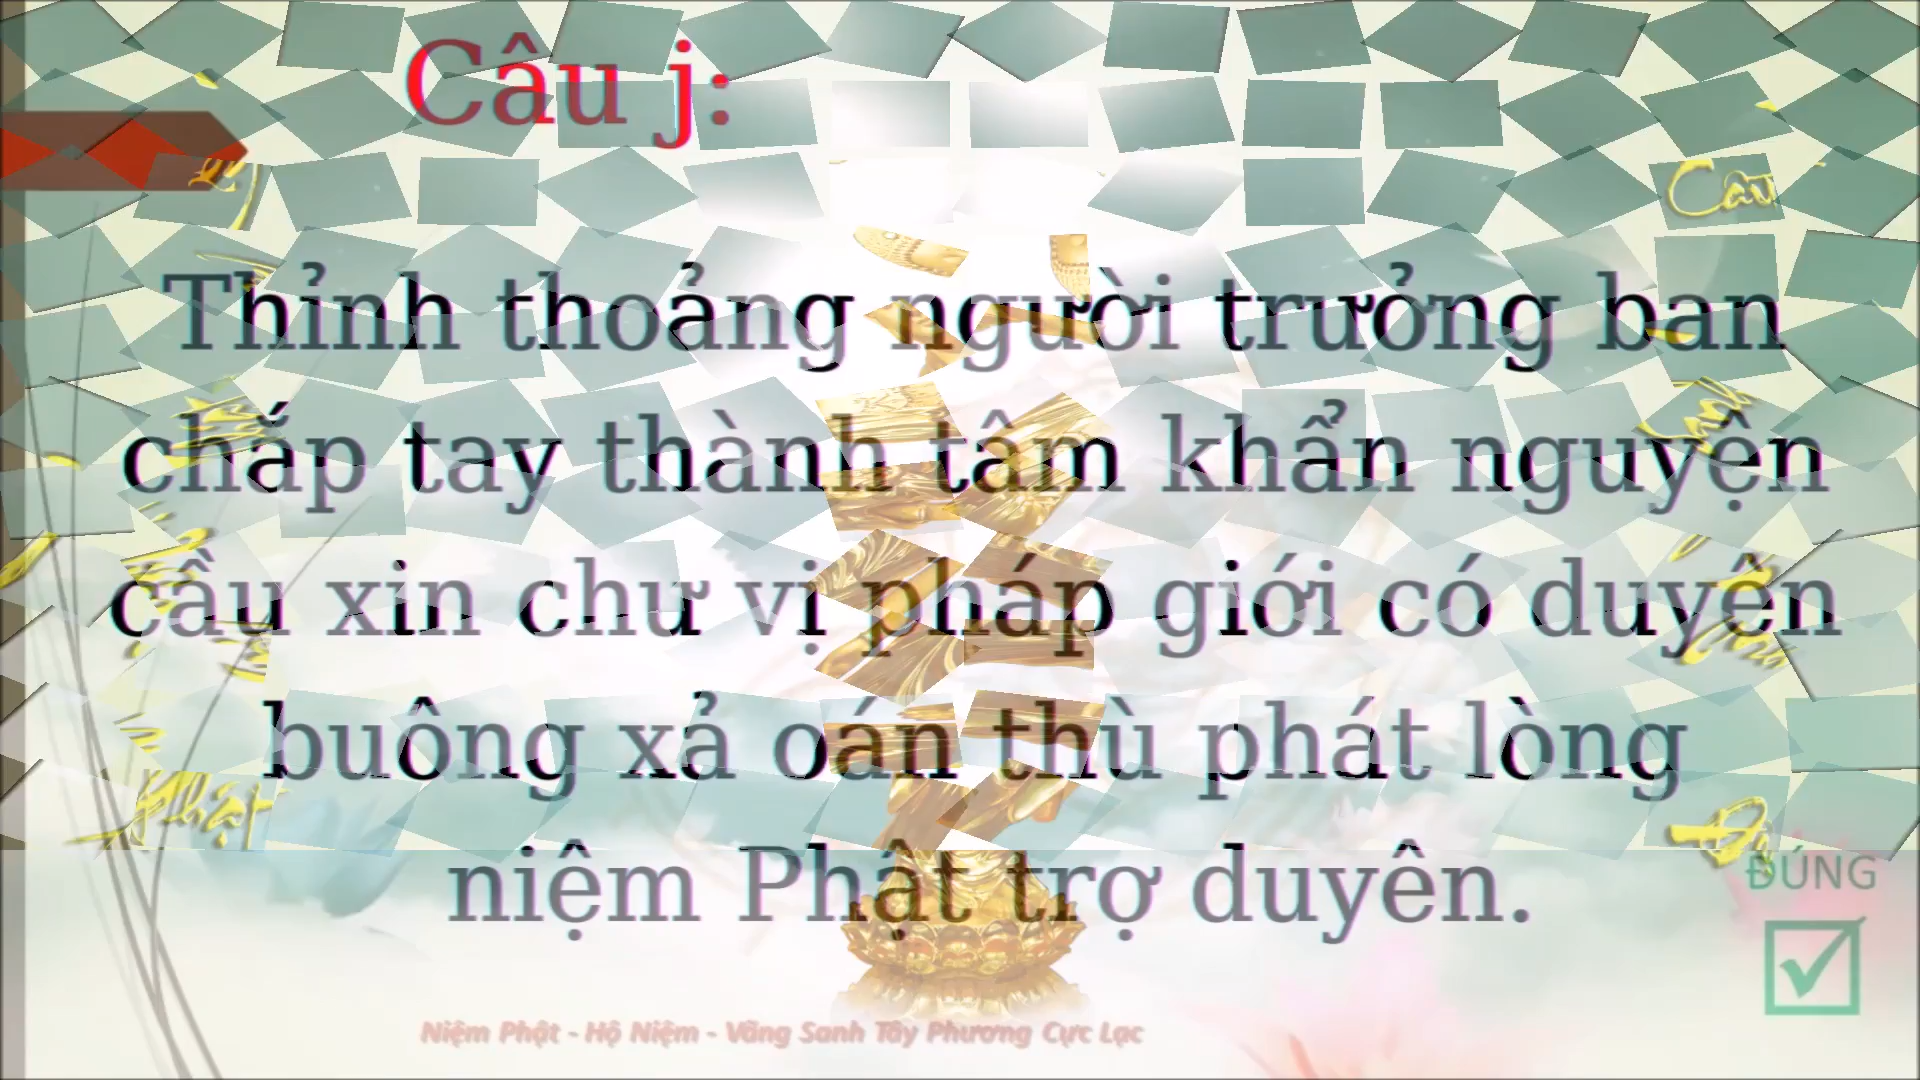 Câu j:
Thỉnh thoảng người trưởng ban
chắp tay thành tâm khẩn nguyện
cầu xin chư vị pháp giới có duyên
buông xả oán thù phát lòng
niệm Phật trợ duyên.
ĐÚNG
Niệm Phật - Hộ Niệm - Vãng Sanh Tây Phương Cực Lạc
Phật